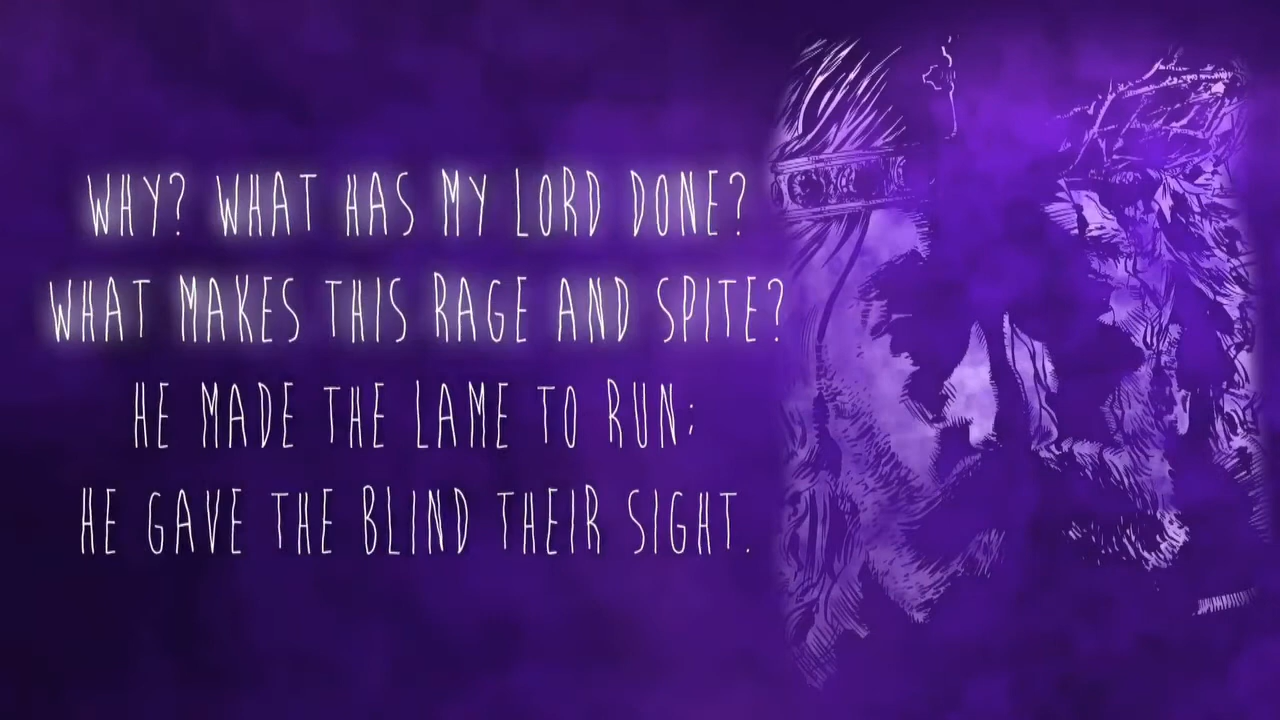 WHY? WHAT HAS MY LORD DONE?
WHAT MAKES THIS RAGE AND SPITE?
HE MADE THE LAME TO RUN;
HE GAVE THE BLIND THEIR SIGHT.